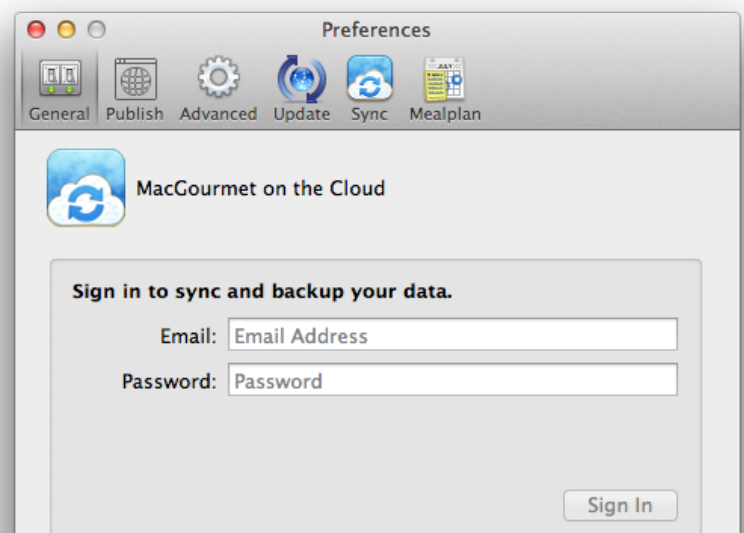 Preferences
General Publish Advanced Update Sync Mealplan
MacGourmet on the Cloud
Sign in to sync and backup your data.
Email: Email Address
Password: Password
Sign In